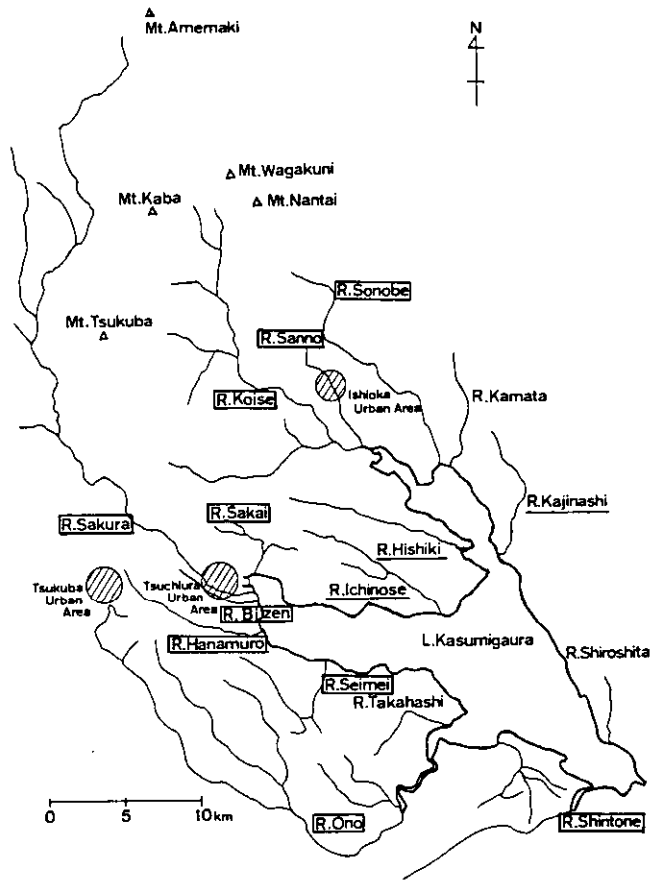 Mt.Amemaki
N
Mt.Wagakuni
Mt.Kaba
Mt.Nantai
R.Sonobe
Mt.Tsukuba
R.Sanno
Ishioka
Urban Area
R.Kamata
R.Koise
R.Kajinashi
R.Sakai
R.Sakura
R.Hishiki
Tsukuba
Urban
Area
Tsuchiura
Urban
Area
R.Ichinose
R.Bizen
R.Hanamuro
L.Kasumigaura
R.Shiroshita
R.Seimei
R.Takahashi
0 5 10km
R.Ono
R.Shintone